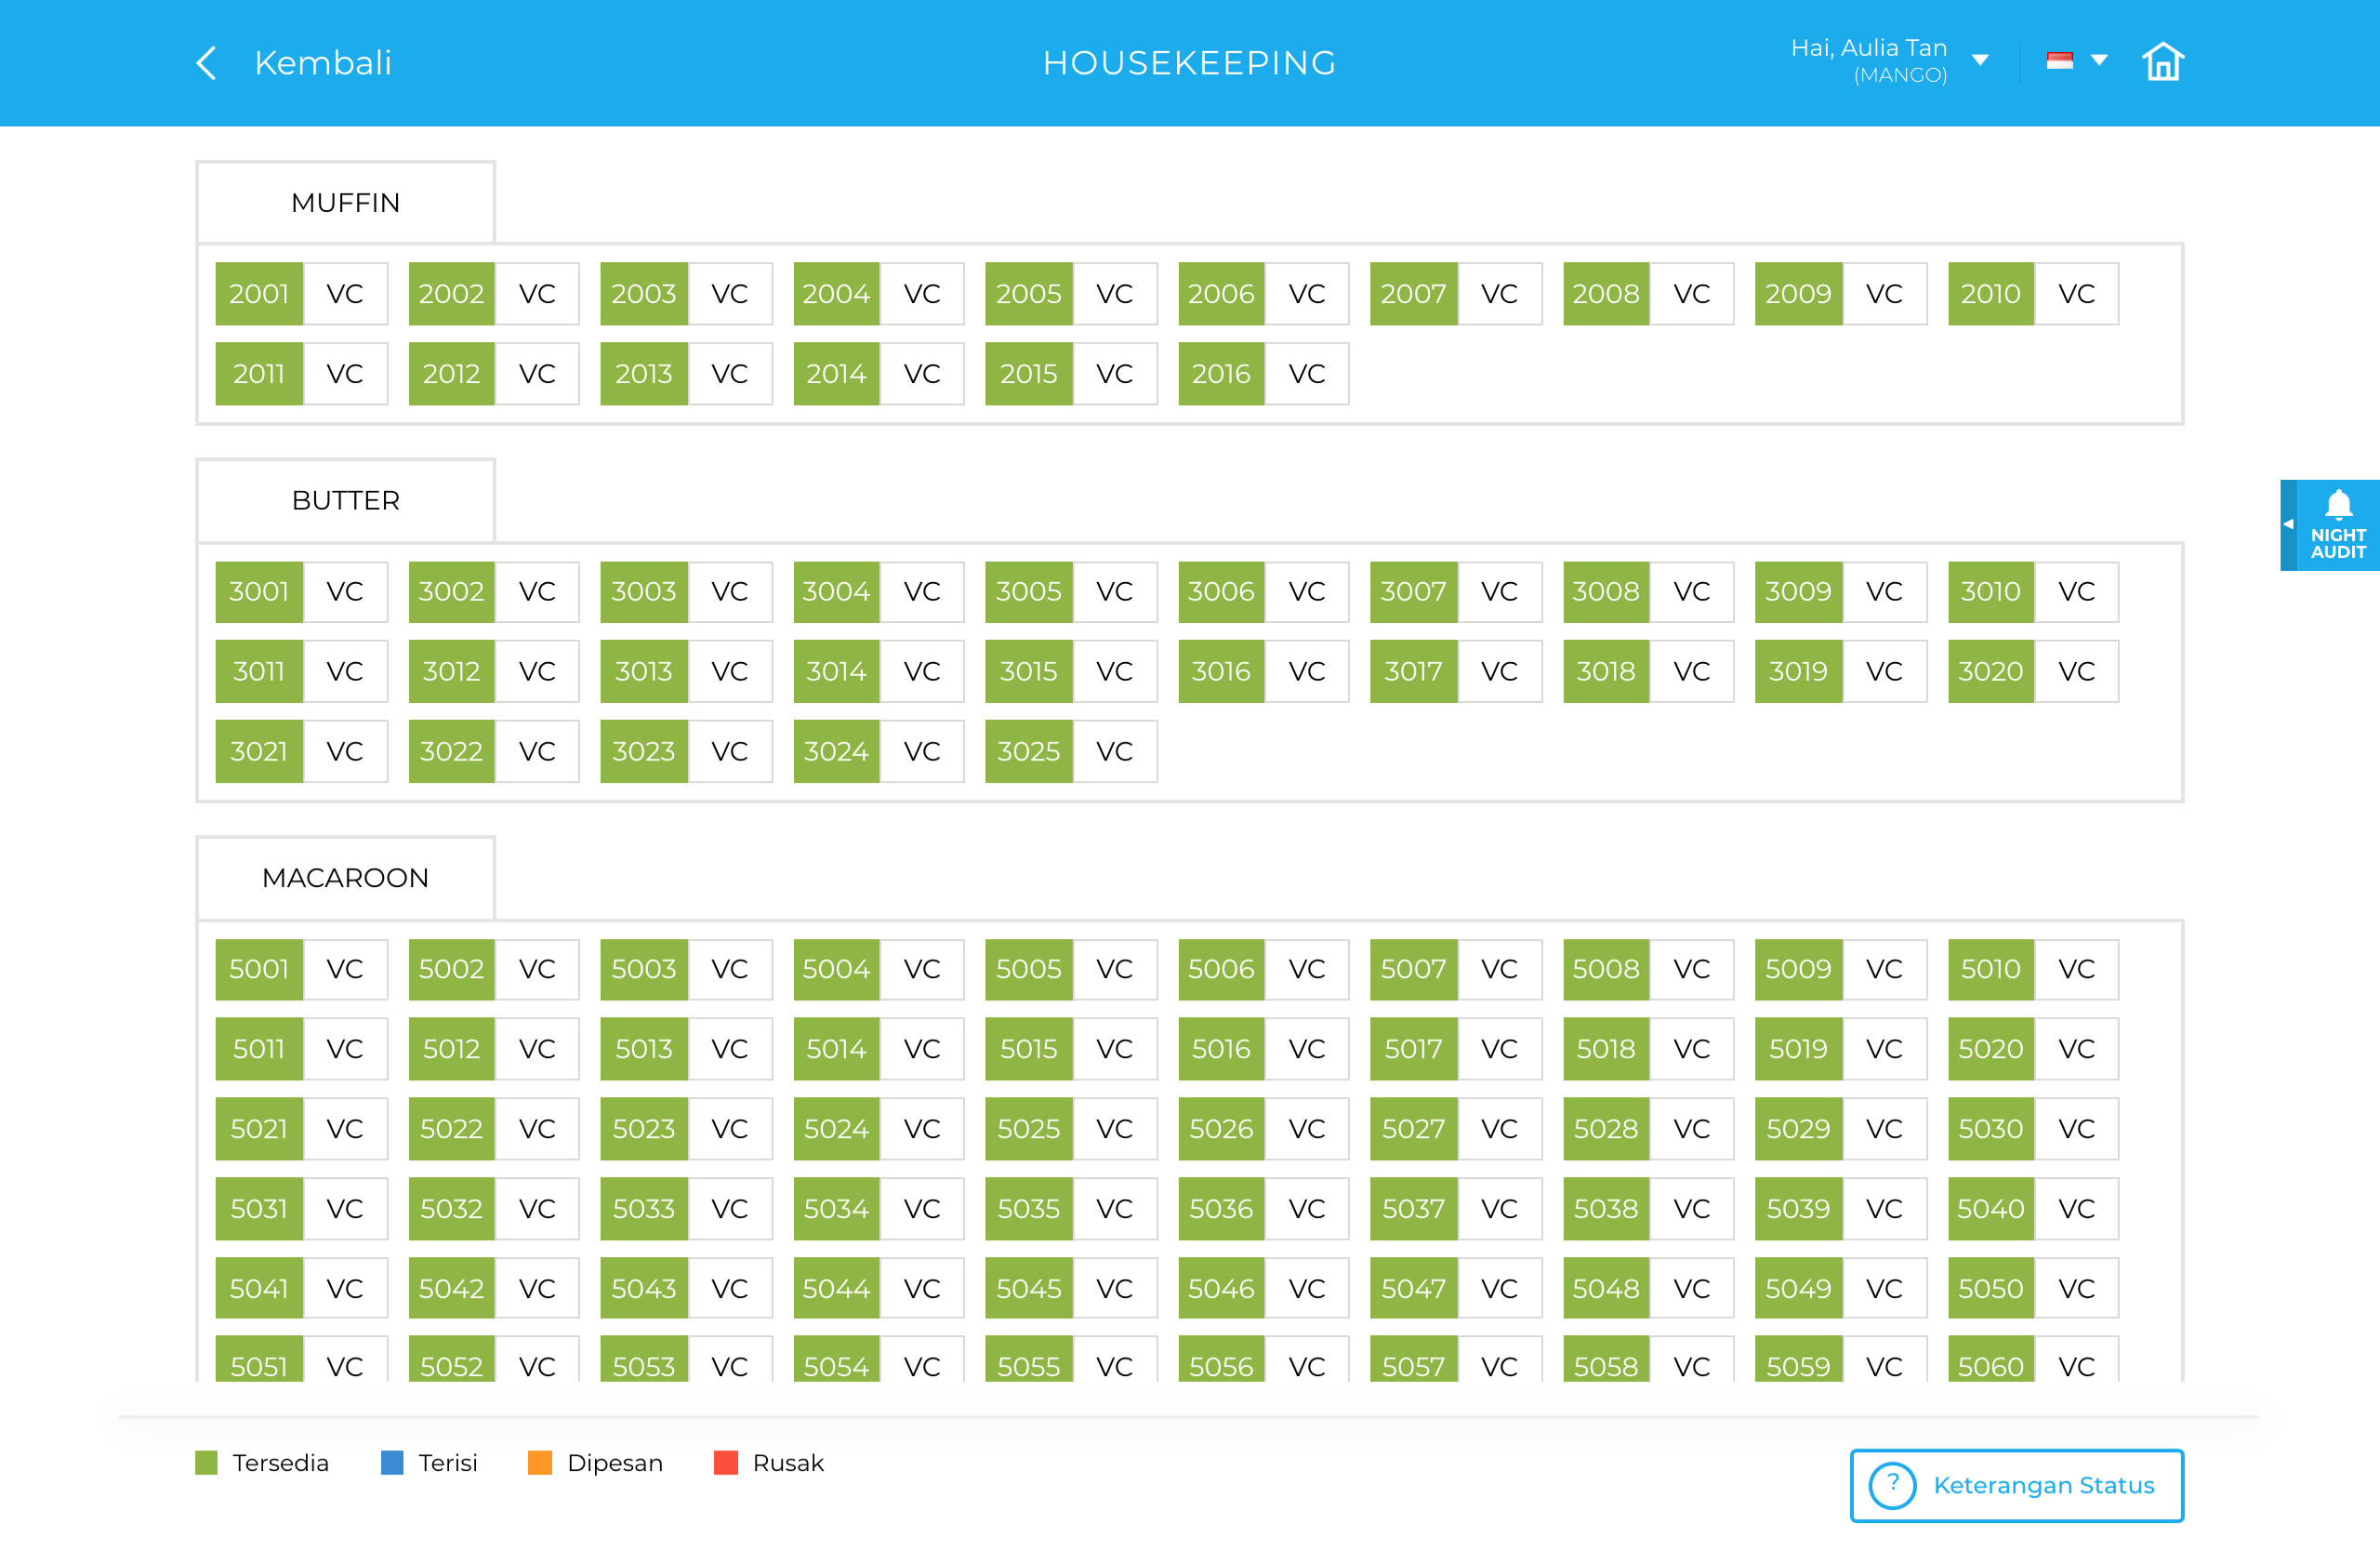 Kembali
HOUSEKEEPING
Hai, Aulia Tan
(MANGO)
MUFFIN
2001 VC 2002 VC 2003 VC 2004 VC 2005 VC 2006 VC 2007 VC 2008 VC 2009 VC 2010 VC
2011 VC 2012 VC 2013 VC 2014 VC 2015 VC 2016 VC
BUTTER
NIGHT
AUDIT
3001 VC 3002 VC 3003 VC 3004 VC 3005 VC 3006 VC 3007 VC 3008 VC 3009 VC 3010 VC
3011 VC 3012 VC 3013 VC 3014 VC 3015 VC 3016 VC 3017 VC 3018 VC 3019 VC 3020 VC
3021 VC 3022 VC 3023 VC 3024 VC 3025 VC
MACAROON
5001 VC 5002 VC 5003 VC 5004 VC 5005 VC 5006 VC 5007 VC 5008 VC 5009 VC 5010 VC
5011 VC 5012 VC 5013 VC 5014 VC 5015 VC 5016 VC 5017 VC 5018 VC 5019 VC 5020 VC
5021 VC 5022 VC 5023 VC 5024 VC 5025 VC 5026 VC 5027 VC 5028 VC 5029 VC 5030 VC
5031 VC 5032 VC 5033 VC 5034 VC 5035 VC 5036 VC 5037 VC 5038 VC 5039 VC 5040 VC
5041 VC 5042 VC 5043 VC 5044 VC 5045 VC 5046 VC 5047 VC 5048 VC 5049 VC 5050 VC
5051 VC 5052 VC 5053 VC 5054 VC 5055 VC 5056 VC 5057 VC 5058 VC 5059 VC 5060 VC
Tersedia Terisi Dipesan Rusak
? Keterangan Status